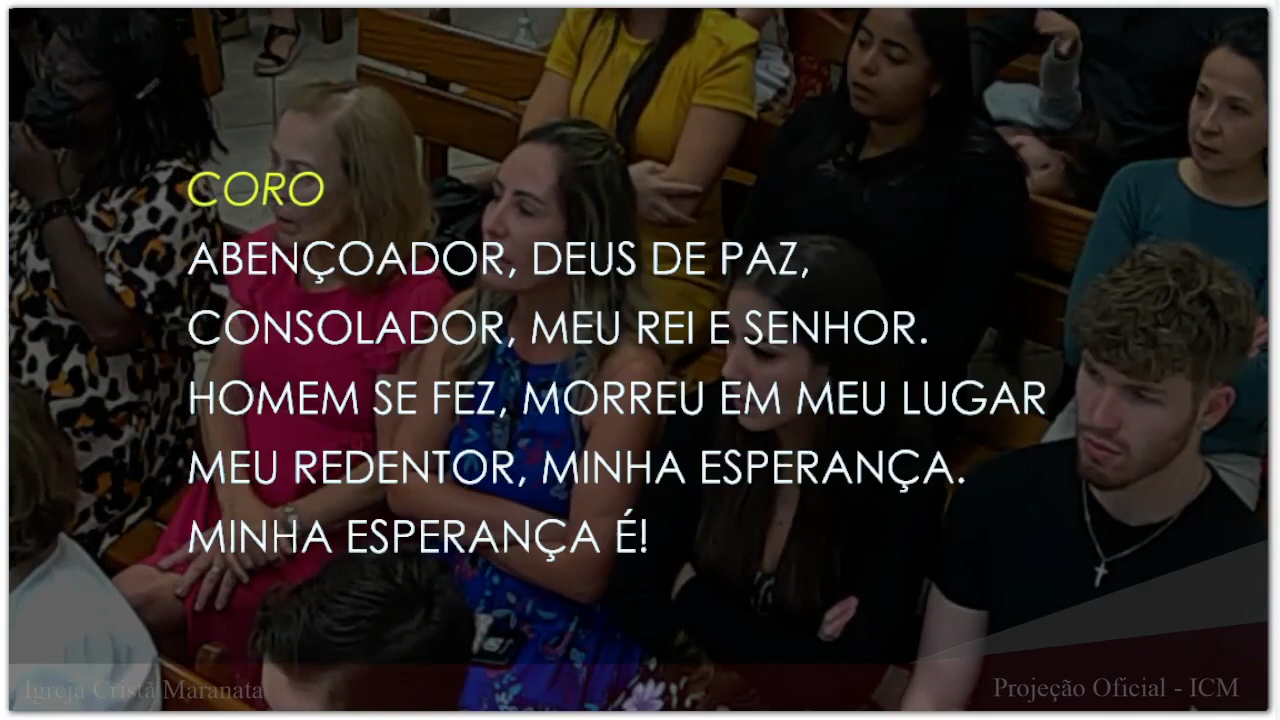 CORO
ABENÇOADOR, DEUS DE PAZ,
CONSOLADOR, MEU REI E SENHOR.
HOMEM SE FEZ, MORREU EM MEU LUGAR
MEU REDENTOR, MINHA ESPERANÇA.
MINHA ESPERANÇA É!
Igreja Cristã Maranata
Projeção Oficial - ICM